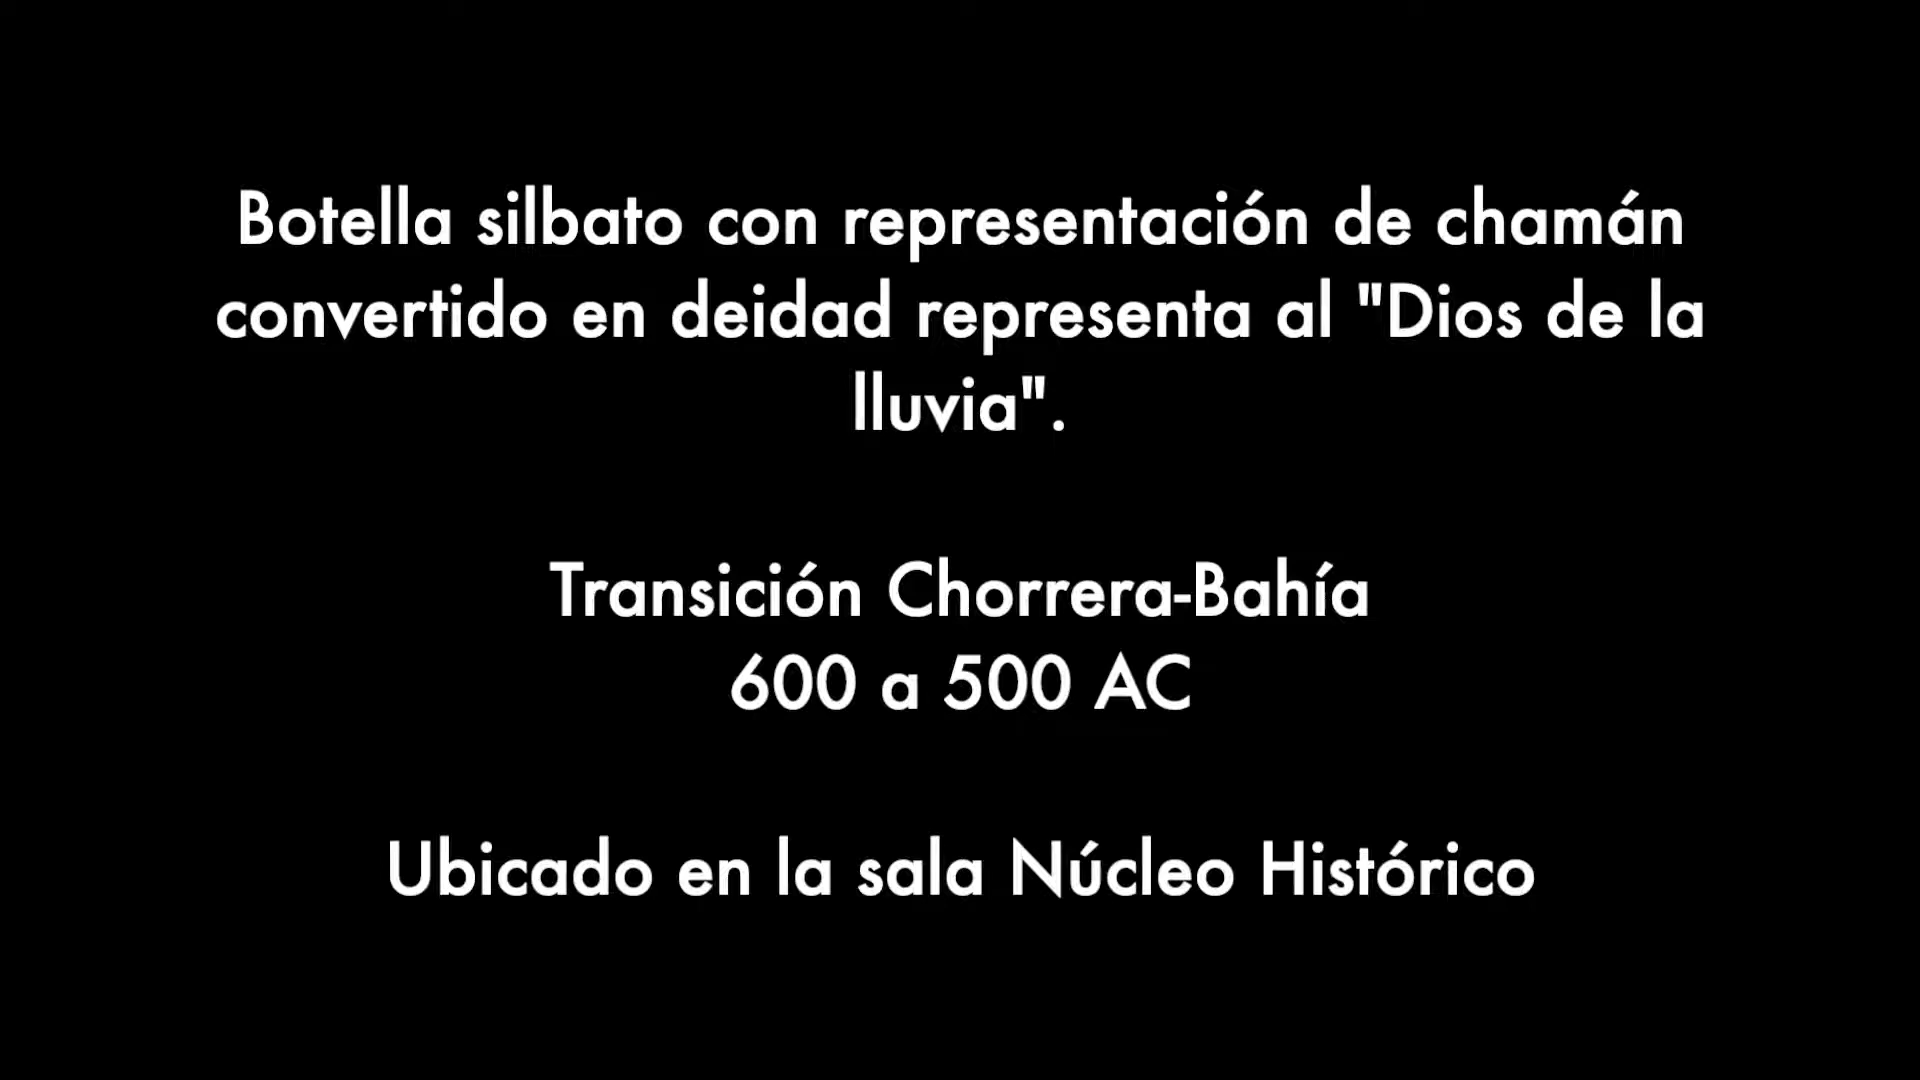 Botella silbato con representación de chamán
convertido en deidad representa al "Dios de la
lluvia".
Transición Chorrera-Bahía
600 a 500 AC
Ubicado en la sala Núcleo Histórico